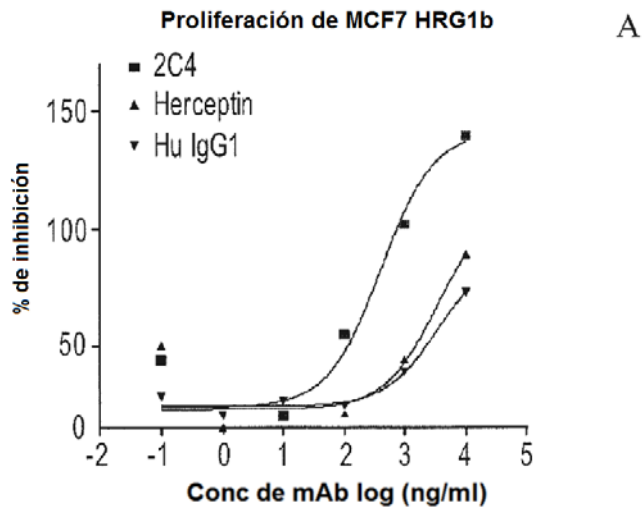 Proliferación de MCF7 HRG1b
A
2C4
Herceptin
Hu IgG1
% de inhibición
150
100
50
0
-2 -1 0 1 2 3 4 5
Conc de mAb log (ng/ml)